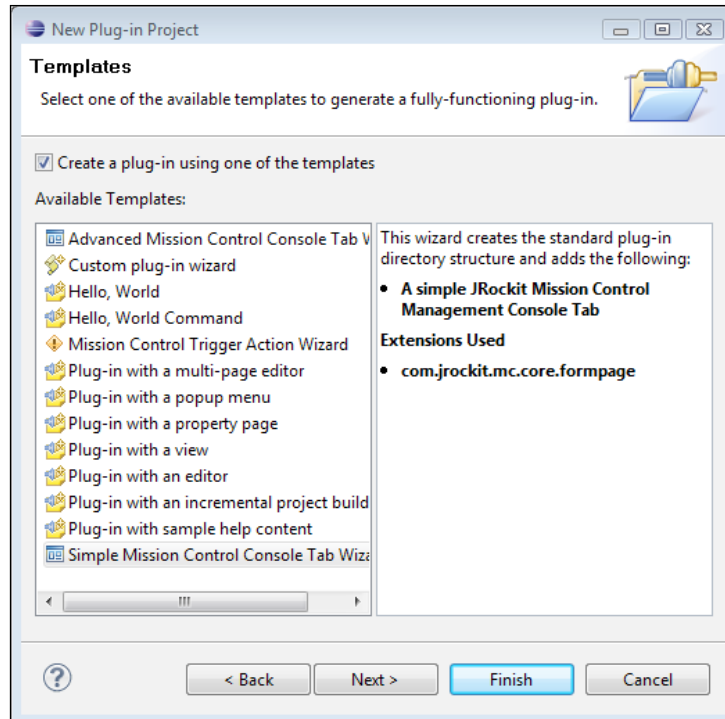 New Plug-in Project
Templates
Select one of the available templates to generate a fully-functioning plug-in.
Create a plug-in using one of the templates
Available Templates:
Advanced Mission Control Console Tab W
Custom plug-in wizard
Hello, World
Hello, World Command
Mission Control Trigger Action Wizard
Plug-in with a multi-page editor
Plug-in with a popup menu
Plug-in with a property page
Plug-in with a view
Plug-in with an editor
Plug-in with an incremental project build
Plug-in with sample help content
Simple Mission Control Console Tab Wiza
This wizard creates the standard plug-in
directory structure and adds the following:
• A simple JRockit Mission Control
Management Console Tab
Extensions Used
• com.jrockit.mc.core.formpage
?
< Back
Next >
Finish
Cancel